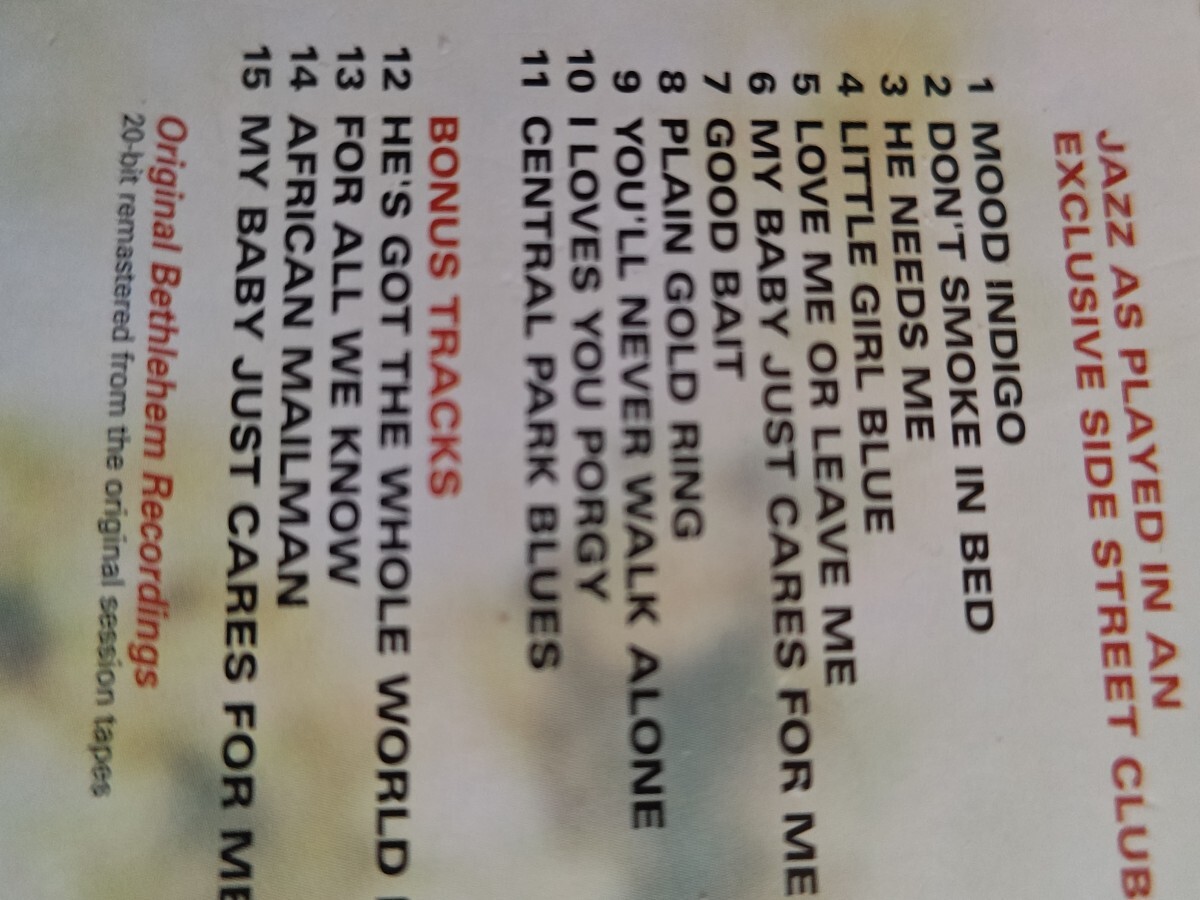 JAZZ AS PLAYED IN AN
EXCLUSIVE SIDE STREET CLUB
1 MOOD INDIGO
2 DON'T SMOKE IN BED
3 HE NEEDS ME
4 LITTLE GIRL BLUE
5 LOVE ME OR LEAVE ME
6 MY BABY JUST CARES FOR ME
7 GOOD BAIT
8 PLAIN GOLD RING
9 YOU'LL NEVER WALK ALONE
10 I LOVES YOU PORGY
11 CENTRAL PARK BLUES
BONUS TRACKS
12 HE'S GOT THE WHOLE WORLD
13 FOR ALL WE KNOW
14 AFRICAN MAILMAN
15 MY BABY JUST CARES FOR ME
Original Bethlehem Recordings
20-bit remastered from the original session tapes